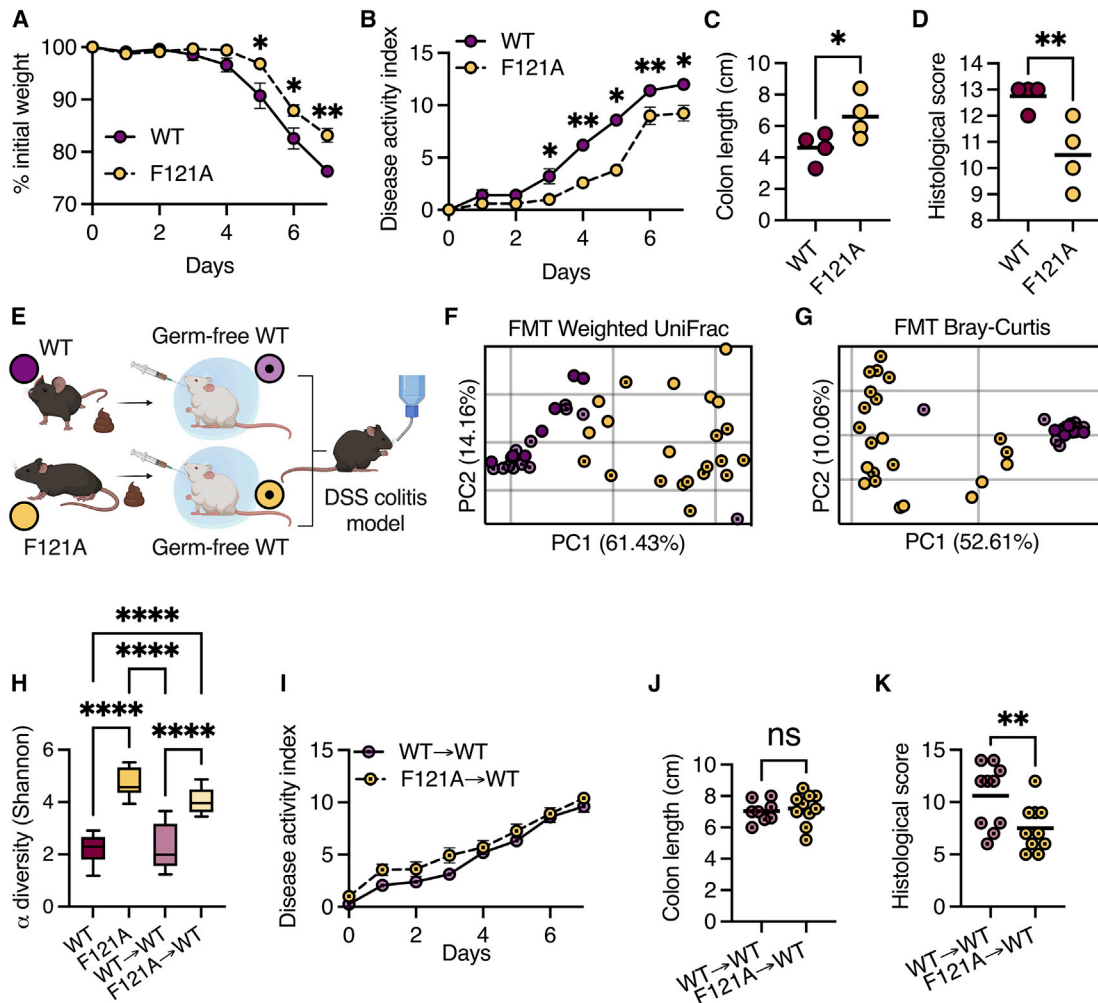 A
% initial weight
100
90
80
70
0
2
4
6
Days
WT
F121A
*
*
**
B
Disease activity index
15
10
5
0
0
2
4
6
Days
WT
F121A
*
**
*
**
*
C
Colon length (cm)
10
8
6
4
2
0
*
WT
F121A
D
Histological score
13
14
12
11
10
9
8
**
WT
F121A
E
WT
Germ-free WT
F121A
Germ-free WT
DSS colitis
model
F
FMT Weighted UniFrac
PC2 (14.16%)
PC1 (61.43%)
G
FMT Bray-Curtis
PC2 (10.06%)
PC1 (52.61%)
H
α diversity (Shannon)
6
4
2
0
****
****
****
****
WT
F121A
WT→WT
F121A→WT
I
Disease activity index
15
10
5
0
0
2
4
6
Days
WT→WT
F121A→WT
J
Colon length (cm)
10
8
6
4
2
0
ns
WT→WT
F121A→WT
K
Histological score
15
10
5
0
**
WT→WT
F121A→WT